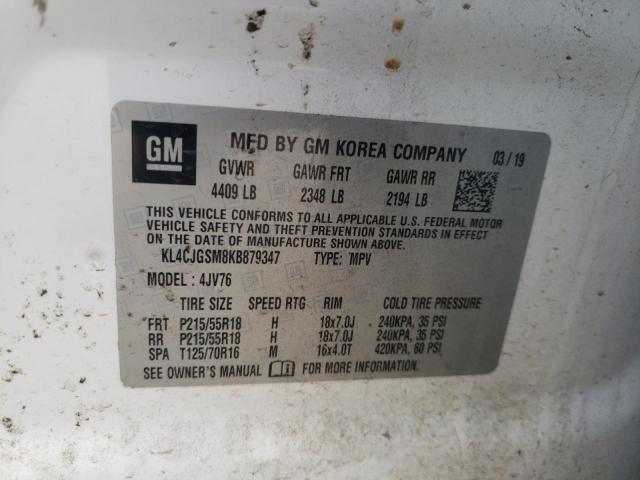 GM
MFD BY GM KOREA COMPANY 03/19
GVWR GAWR FRT GAWR RR
4409 LB 2348 LB 2194 LB
THIS VEHICLE CONFORMS TO ALL APPLICABLE U.S. FEDERAL MOTOR
VEHICLE SAFETY AND THEFT PREVENTION STANDARDS IN EFFECT ON
THE DATE OF MANUFACTURE SHOWN ABOVE.
KL4CJGSM8KB879347 TYPE: MPV
MODEL: 4JV76
TIRE SIZE SPEED RTG RIM COLD TIRE PRESSURE
FRT P215/55R18 H 18x7.0J 240KPA, 35 PSI
RR P215/55R18 H 18x7.0J 240KPA, 35 PSI
SPA T125/70R16 M 16x4.0T 420KPA, 60 PSI
SEE OWNER'S MANUAL FOR MORE INFORMATION.